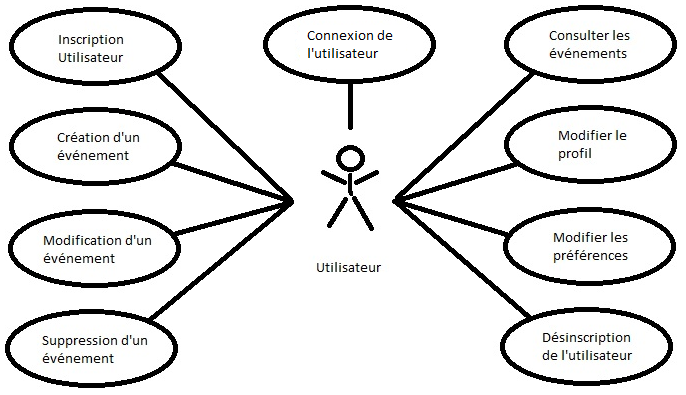 Inscription
Utilisateur
Création d'un
événement
Modification d'un
événement
Suppression d'un
événement
Connexion de
l'utilisateur
Utilisateur
Consulter les
événements
Modifier le
profil
Modifier les
préférences
Désinscription
de l'utilisateur